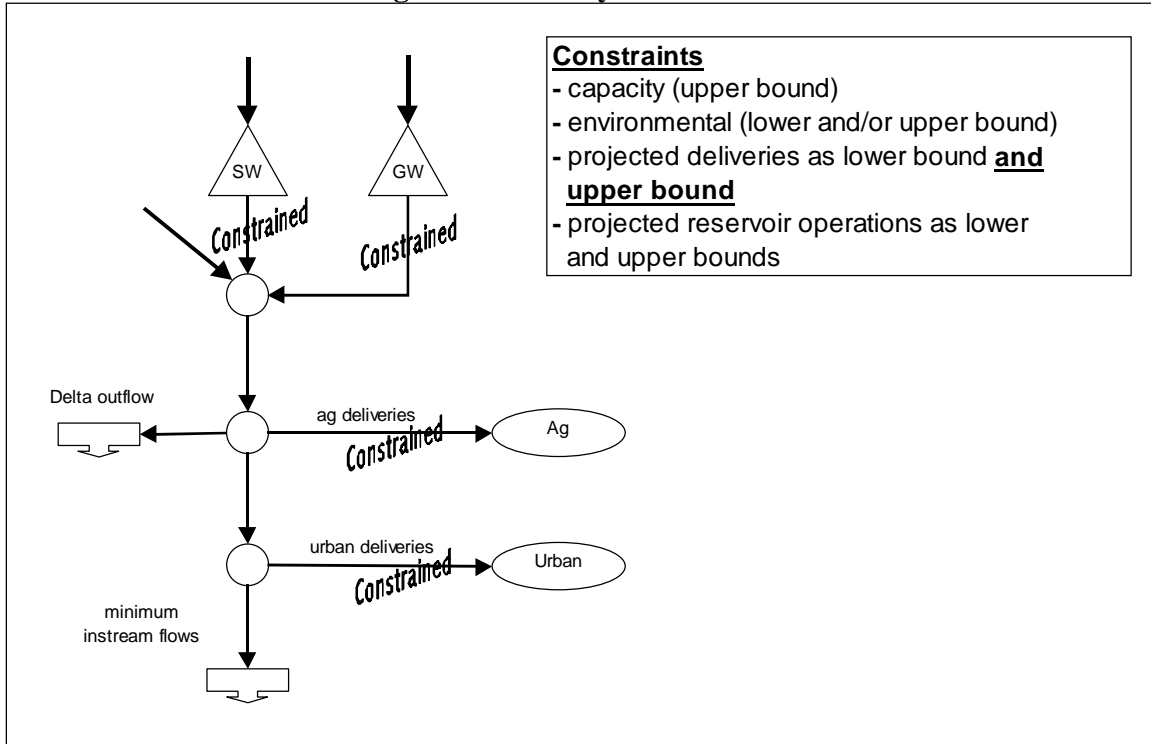 Constraints
- capacity (upper bound)
- environmental (lower and/or upper bound)
- projected deliveries as lower bound and
upper bound
- projected reservoir operations as lower
and upper bounds
SW
GW
Constrained
Constrained
Delta outflow
ag deliveries
Constrained
Ag
urban deliveries
Constrained
Urban
minimum
instream flows